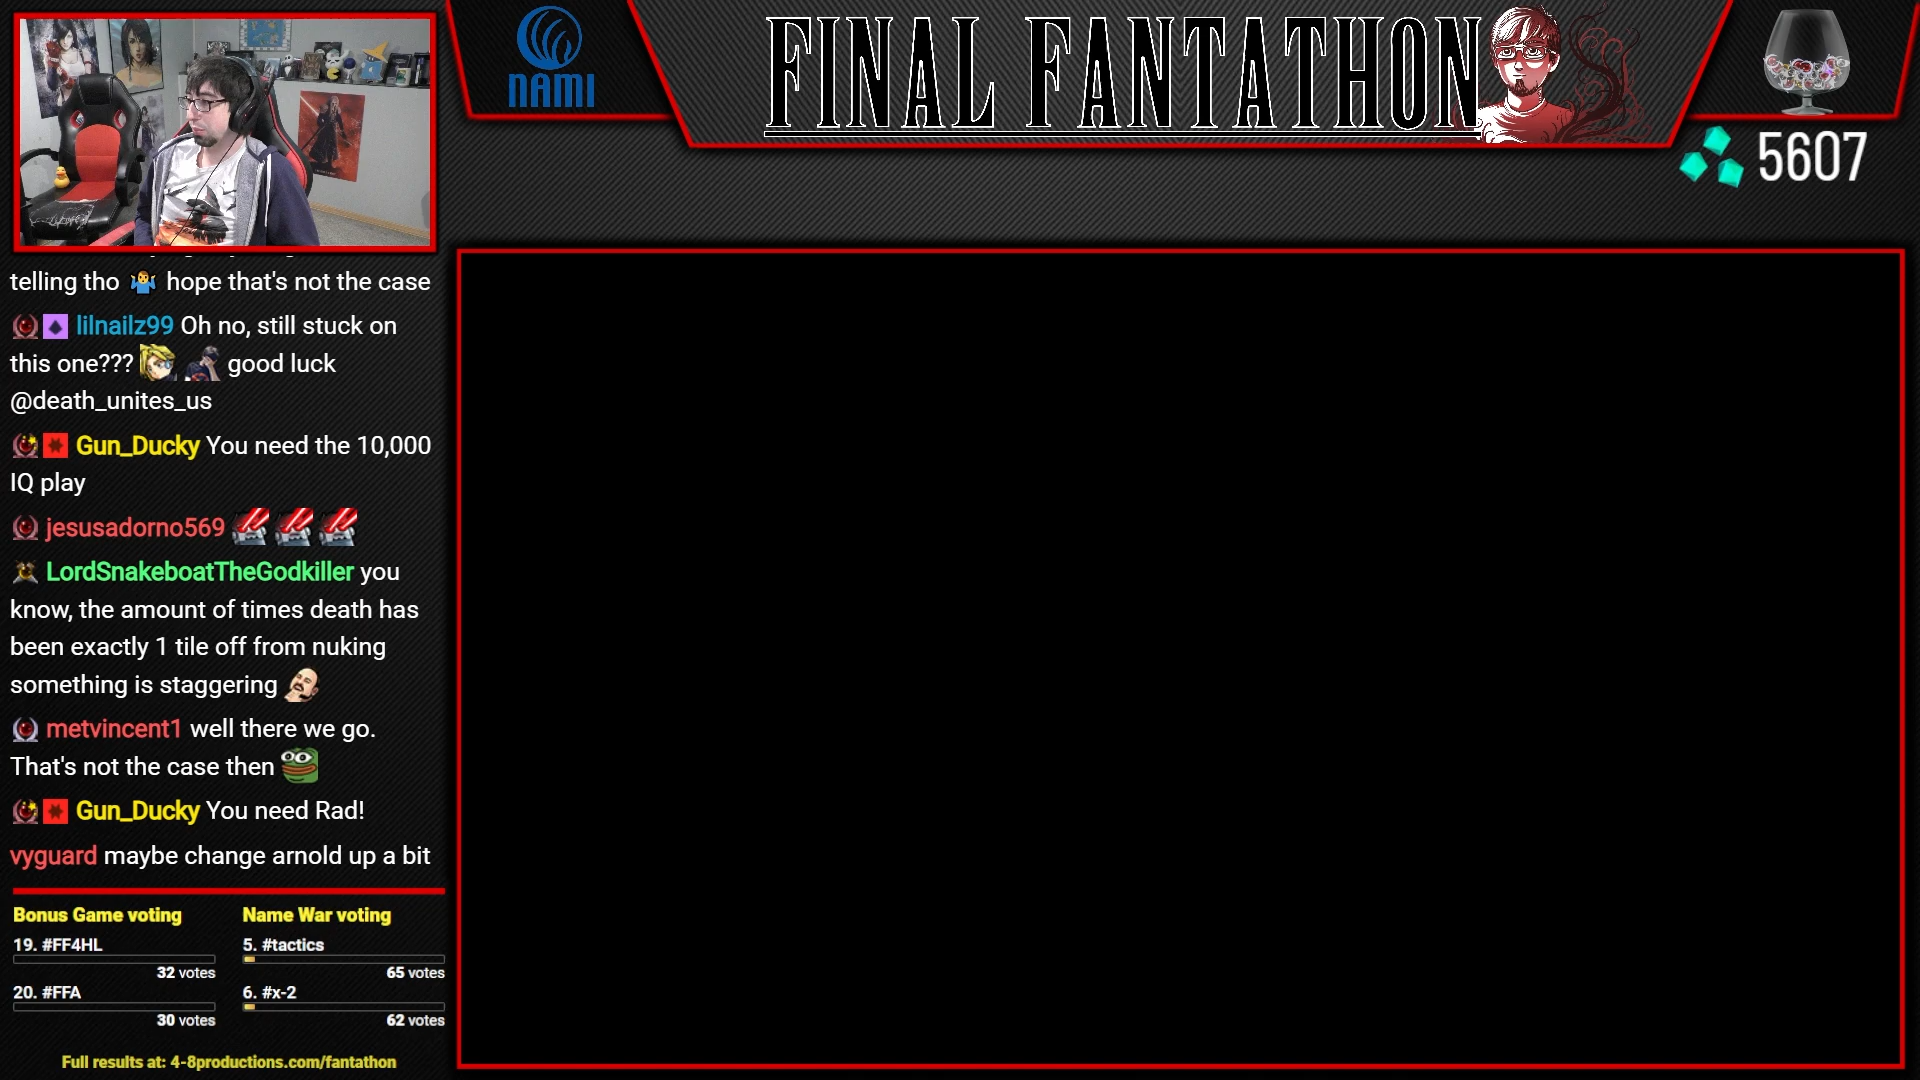 NAMI
FINAL FANTATHON
5607
telling tho hope that's not the case
lilnailz99 Oh no, still stuck on
this one??? good luck
@death_unites_us
Gun_Ducky You need the 10,000
IQ play
jesusadorno569
LordSnakeboatTheGodkiller you
know, the amount of times death has
been exactly 1 tile off from nuking
something is staggering
metvincent1 well there we go.
That's not the case then
Gun_Ducky You need Rad!
vyguard maybe change arnold up a bit
Bonus Game voting
19. #FF4HL
32 votes
20. #FFA
30 votes
Name War voting
5. #tactics
65 votes
6. #x-2
62 votes
Full results at: 4-8productions.com/fantathon